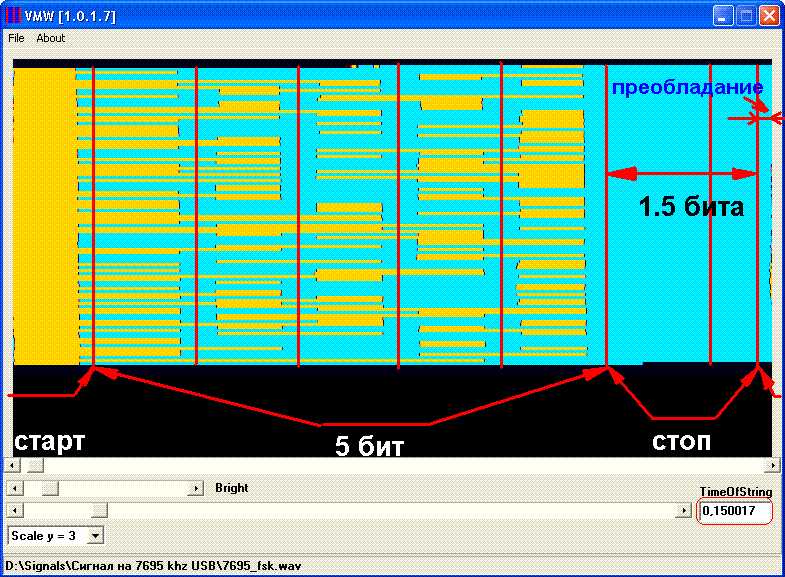 VMW [1.0.1.7]
File About
преобладание
1.5 бита
старт
5 бит
стоп
Bright
TimeOfString
0,150017
Scale y = 3
D:\Signals\Сигнал на 7695 khz USB\7695_fsk.wav